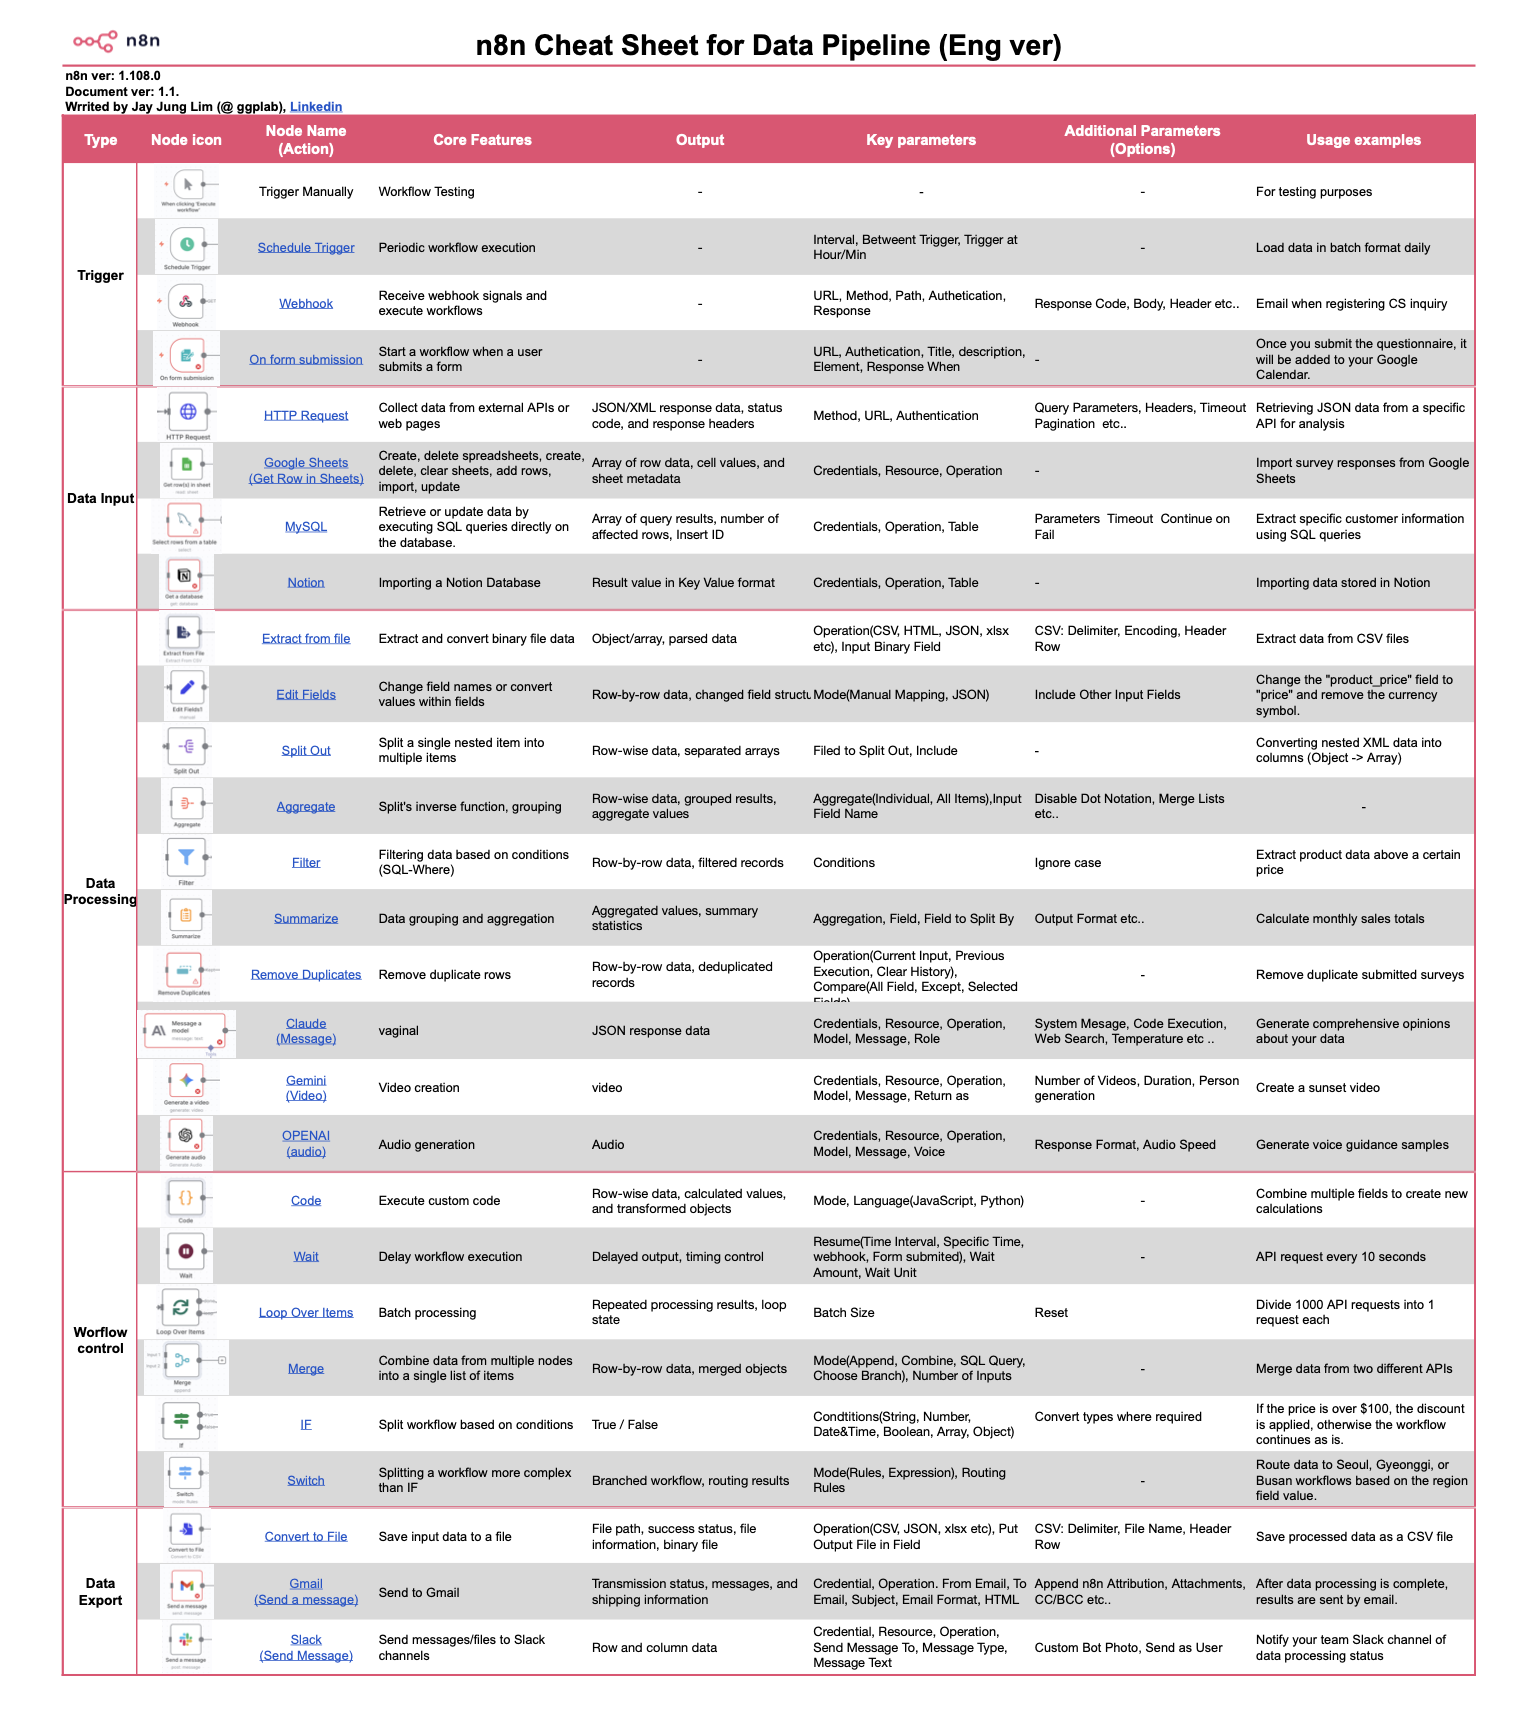 n8n
n8n Cheat Sheet for Data Pipeline (Eng ver)
n8n ver: 1.108.0
Document ver: 1.1.
Wrrited by Jay Jung Lim (@ ggplab), Linkedin
Type
Node icon
Node Name
(Action)
Core Features
Output
Key parameters
Additional Parameters
(Options)
Usage examples
Trigger
When clicking 'Execute
workflow'
Trigger Manually
Workflow Testing
-
-
-
For testing purposes
Schedule Trigger
Schedule Trigger
Periodic workflow execution
-
Interval, Betweent Trigger, Trigger at
Hour/Min
-
Load data in batch format daily
Webhook
Webhook
Receive webhook signals and
execute workflows
-
URL, Method, Path, Authetication,
Response
Response Code, Body, Header etc..
Email when registering CS inquiry
On form submission
On form submission
Start a workflow when a user
submits a form
-
URL, Authetication, Title, description,
Element, Response When
-
Once you submit the questionnaire, it
will be added to your Google
Calendar.
Data Input
HTTP Request
HTTP Request
Collect data from external APIs or
web pages
JSON/XML response data, status
code, and response headers
Method, URL, Authentication
Query Parameters, Headers, Timeout
Pagination etc..
Retrieving JSON data from a specific
API for analysis
Get row(s) in sheet
read: sheet
Google Sheets
(Get Row in Sheets)
Create, delete spreadsheets, create,
delete, clear sheets, add rows,
import, update
Array of row data, cell values, and
sheet metadata
Credentials, Resource, Operation
-
Import survey responses from Google
Sheets
Select rows from a table
select
MySQL
Retrieve or update data by
executing SQL queries directly on
the database.
Array of query results, number of
affected rows, Insert ID
Credentials, Operation, Table
Parameters Timeout Continue on
Fail
Extract specific customer information
using SQL queries
Get a database
get: database
Notion
Importing a Notion Database
Result value in Key Value format
Credentials, Operation, Table
-
Importing data stored in Notion
Data
Processing
Extract from File
Extract From CSV
Extract from file
Extract and convert binary file data
Object/array, parsed data
Operation(CSV, HTML, JSON, xlsx
etc), Input Binary Field
CSV: Delimiter, Encoding, Header
Row
Extract data from CSV files
Edit Fields1
manual
Edit Fields
Change field names or convert
values within fields
Row-by-row data, changed field structu
Mode(Manual Mapping, JSON)
Include Other Input Fields
Change the "product_price" field to
"price" and remove the currency
symbol.
Split Out
Split Out
Split a single nested item into
multiple items
Row-wise data, separated arrays
Filed to Split Out, Include
-
Converting nested XML data into
columns (Object -> Array)
Aggregate
Aggregate
Split's inverse function, grouping
Row-wise data, grouped results,
aggregate values
Aggregate(Individual, All Items),Input
Field Name
Disable Dot Notation, Merge Lists
etc..
-
Filter
Filter
Filtering data based on conditions
(SQL-Where)
Row-by-row data, filtered records
Conditions
Ignore case
Extract product data above a certain
price
Summarize
Summarize
Data grouping and aggregation
Aggregated values, summary
statistics
Aggregation, Field, Field to Split By
Output Format etc..
Calculate monthly sales totals
Remove Duplicates
Remove Duplicates
Remove duplicate rows
Row-by-row data, deduplicated
records
Operation(Current Input, Previous
Execution, Clear History),
Compare(All Field, Except, Selected
Fields)
-
Remove duplicate submitted surveys
Message a
model
message: text
Tools
Claude
(Message)
vaginal
JSON response data
Credentials, Resource, Operation,
Model, Message, Role
System Mesage, Code Execution,
Web Search, Temperature etc ..
Generate comprehensive opinions
about your data
Generate a video
generate: video
Gemini
(Video)
Video creation
video
Credentials, Resource, Operation,
Model, Message, Return as
Number of Videos, Duration, Person
generation
Create a sunset video
Generate audio
Generate Audio
OPENAI
(audio)
Audio generation
Audio
Credentials, Resource, Operation,
Model, Message, Voice
Response Format, Audio Speed
Generate voice guidance samples
Worflow
control
Code
Code
Execute custom code
Row-wise data, calculated values,
and transformed objects
Mode, Language(JavaScript, Python)
-
Combine multiple fields to create new
calculations
Wait
Wait
Delay workflow execution
Delayed output, timing control
Resume(Time Interval, Specific Time,
webhook, Form submited), Wait
Amount, Wait Unit
-
API request every 10 seconds
Loop Over Items
Loop Over Items
Batch processing
Repeated processing results, loop
state
Batch Size
Reset
Divide 1000 API requests into 1
request each
Input 1
Input 2
Merge
append
Merge
Combine data from multiple nodes
into a single list of items
Row-by-row data, merged objects
Mode(Append, Combine, SQL Query,
Choose Branch), Number of Inputs
-
Merge data from two different APIs
If
IF
Split workflow based on conditions
True / False
Condtitions(String, Number,
Date&Time, Boolean, Array, Object)
Convert types where required
If the price is over $100, the discount
is applied, otherwise the workflow
continues as is.
Switch
mode: Rules
Switch
Splitting a workflow more complex
than IF
Branched workflow, routing results
Mode(Rules, Expression), Routing
Rules
-
Route data to Seoul, Gyeonggi, or
Busan workflows based on the region
field value.
Data
Export
Convert to File
Convert to CSV
Convert to File
Save input data to a file
File path, success status, file
information, binary file
Operation(CSV, JSON, xlsx etc), Put
Output File in Field
CSV: Delimiter, File Name, Header
Row
Save processed data as a CSV file
Send a message
send: message
Gmail
(Send a message)
Send to Gmail
Transmission status, messages, and
shipping information
Credential, Operation. From Email, To
Email, Subject, Email Format, HTML
Append n8n Attribution, Attachments,
CC/BCC etc..
After data processing is complete,
results are sent by email.
Send a message
post: message
Slack
(Send Message)
Send messages/files to Slack
channels
Row and column data
Credential, Resource, Operation,
Send Message To, Message Type,
Message Text
Custom Bot Photo, Send as User
Notify your team Slack channel of
data processing status